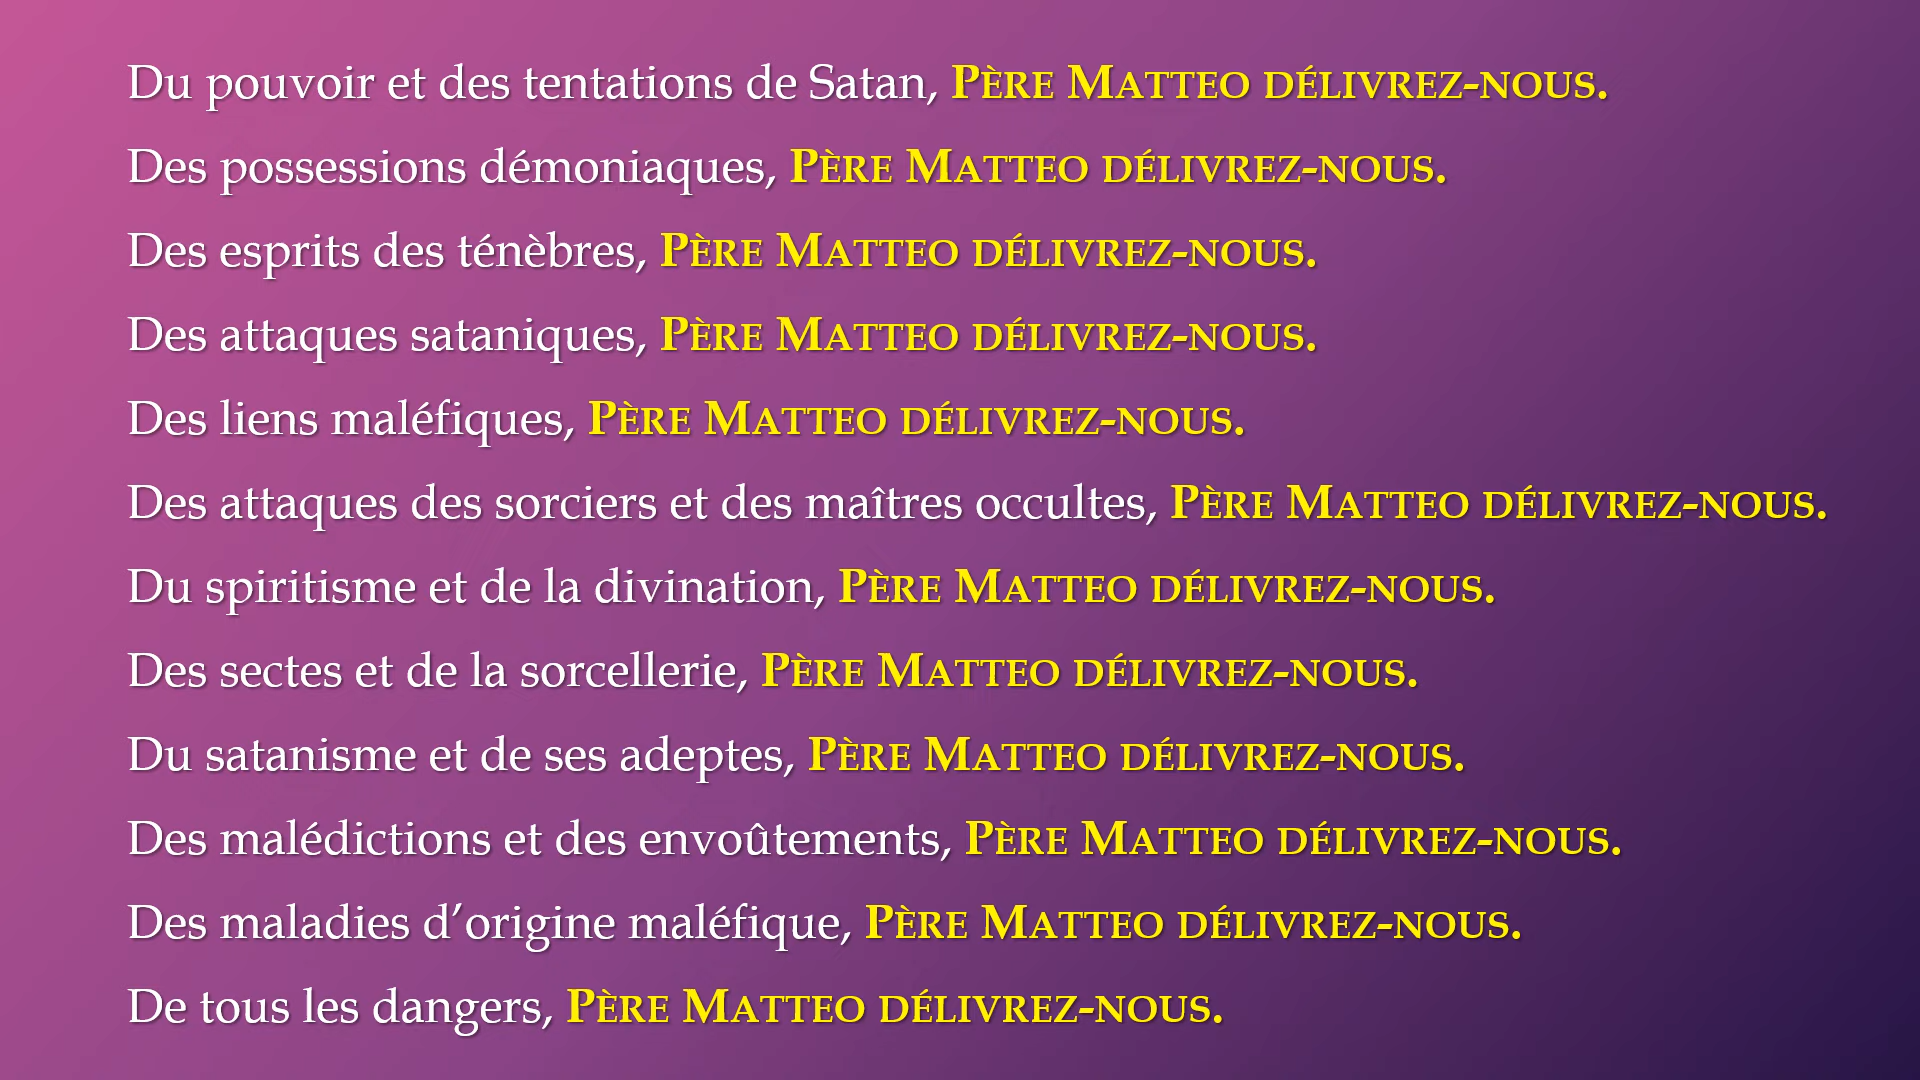 Du pouvoir et des tentations de Satan, PÈRE MATTEO DÉLIVREZ-NOUS.
Des possessions démoniaques, PÈRE MATTEO DÉLIVREZ-NOUS.
Des esprits des ténèbres, PÈRE MATTEO DÉLIVREZ-NOUS.
Des attaques sataniques, PÈRE MATTEO DÉLIVREZ-NOUS.
Des liens maléfiques, PÈRE MATTEO DÉLIVREZ-NOUS.
Des attaques des sorciers et des maîtres occultes, PÈRE MATTEO DÉLIVREZ-NOUS.
Du spiritisme et de la divination, PÈRE MATTEO DÉLIVREZ-NOUS.
Des sectes et de la sorcellerie, PÈRE MATTEO DÉLIVREZ-NOUS.
Du satanisme et de ses adeptes, PÈRE MATTEO DÉLIVREZ-NOUS.
Des malédictions et des envoûtements, PÈRE MATTEO DÉLIVREZ-NOUS.
Des maladies d’origine maléfique, PÈRE MATTEO DÉLIVREZ-NOUS.
De tous les dangers, PÈRE MATTEO DÉLIVREZ-NOUS.